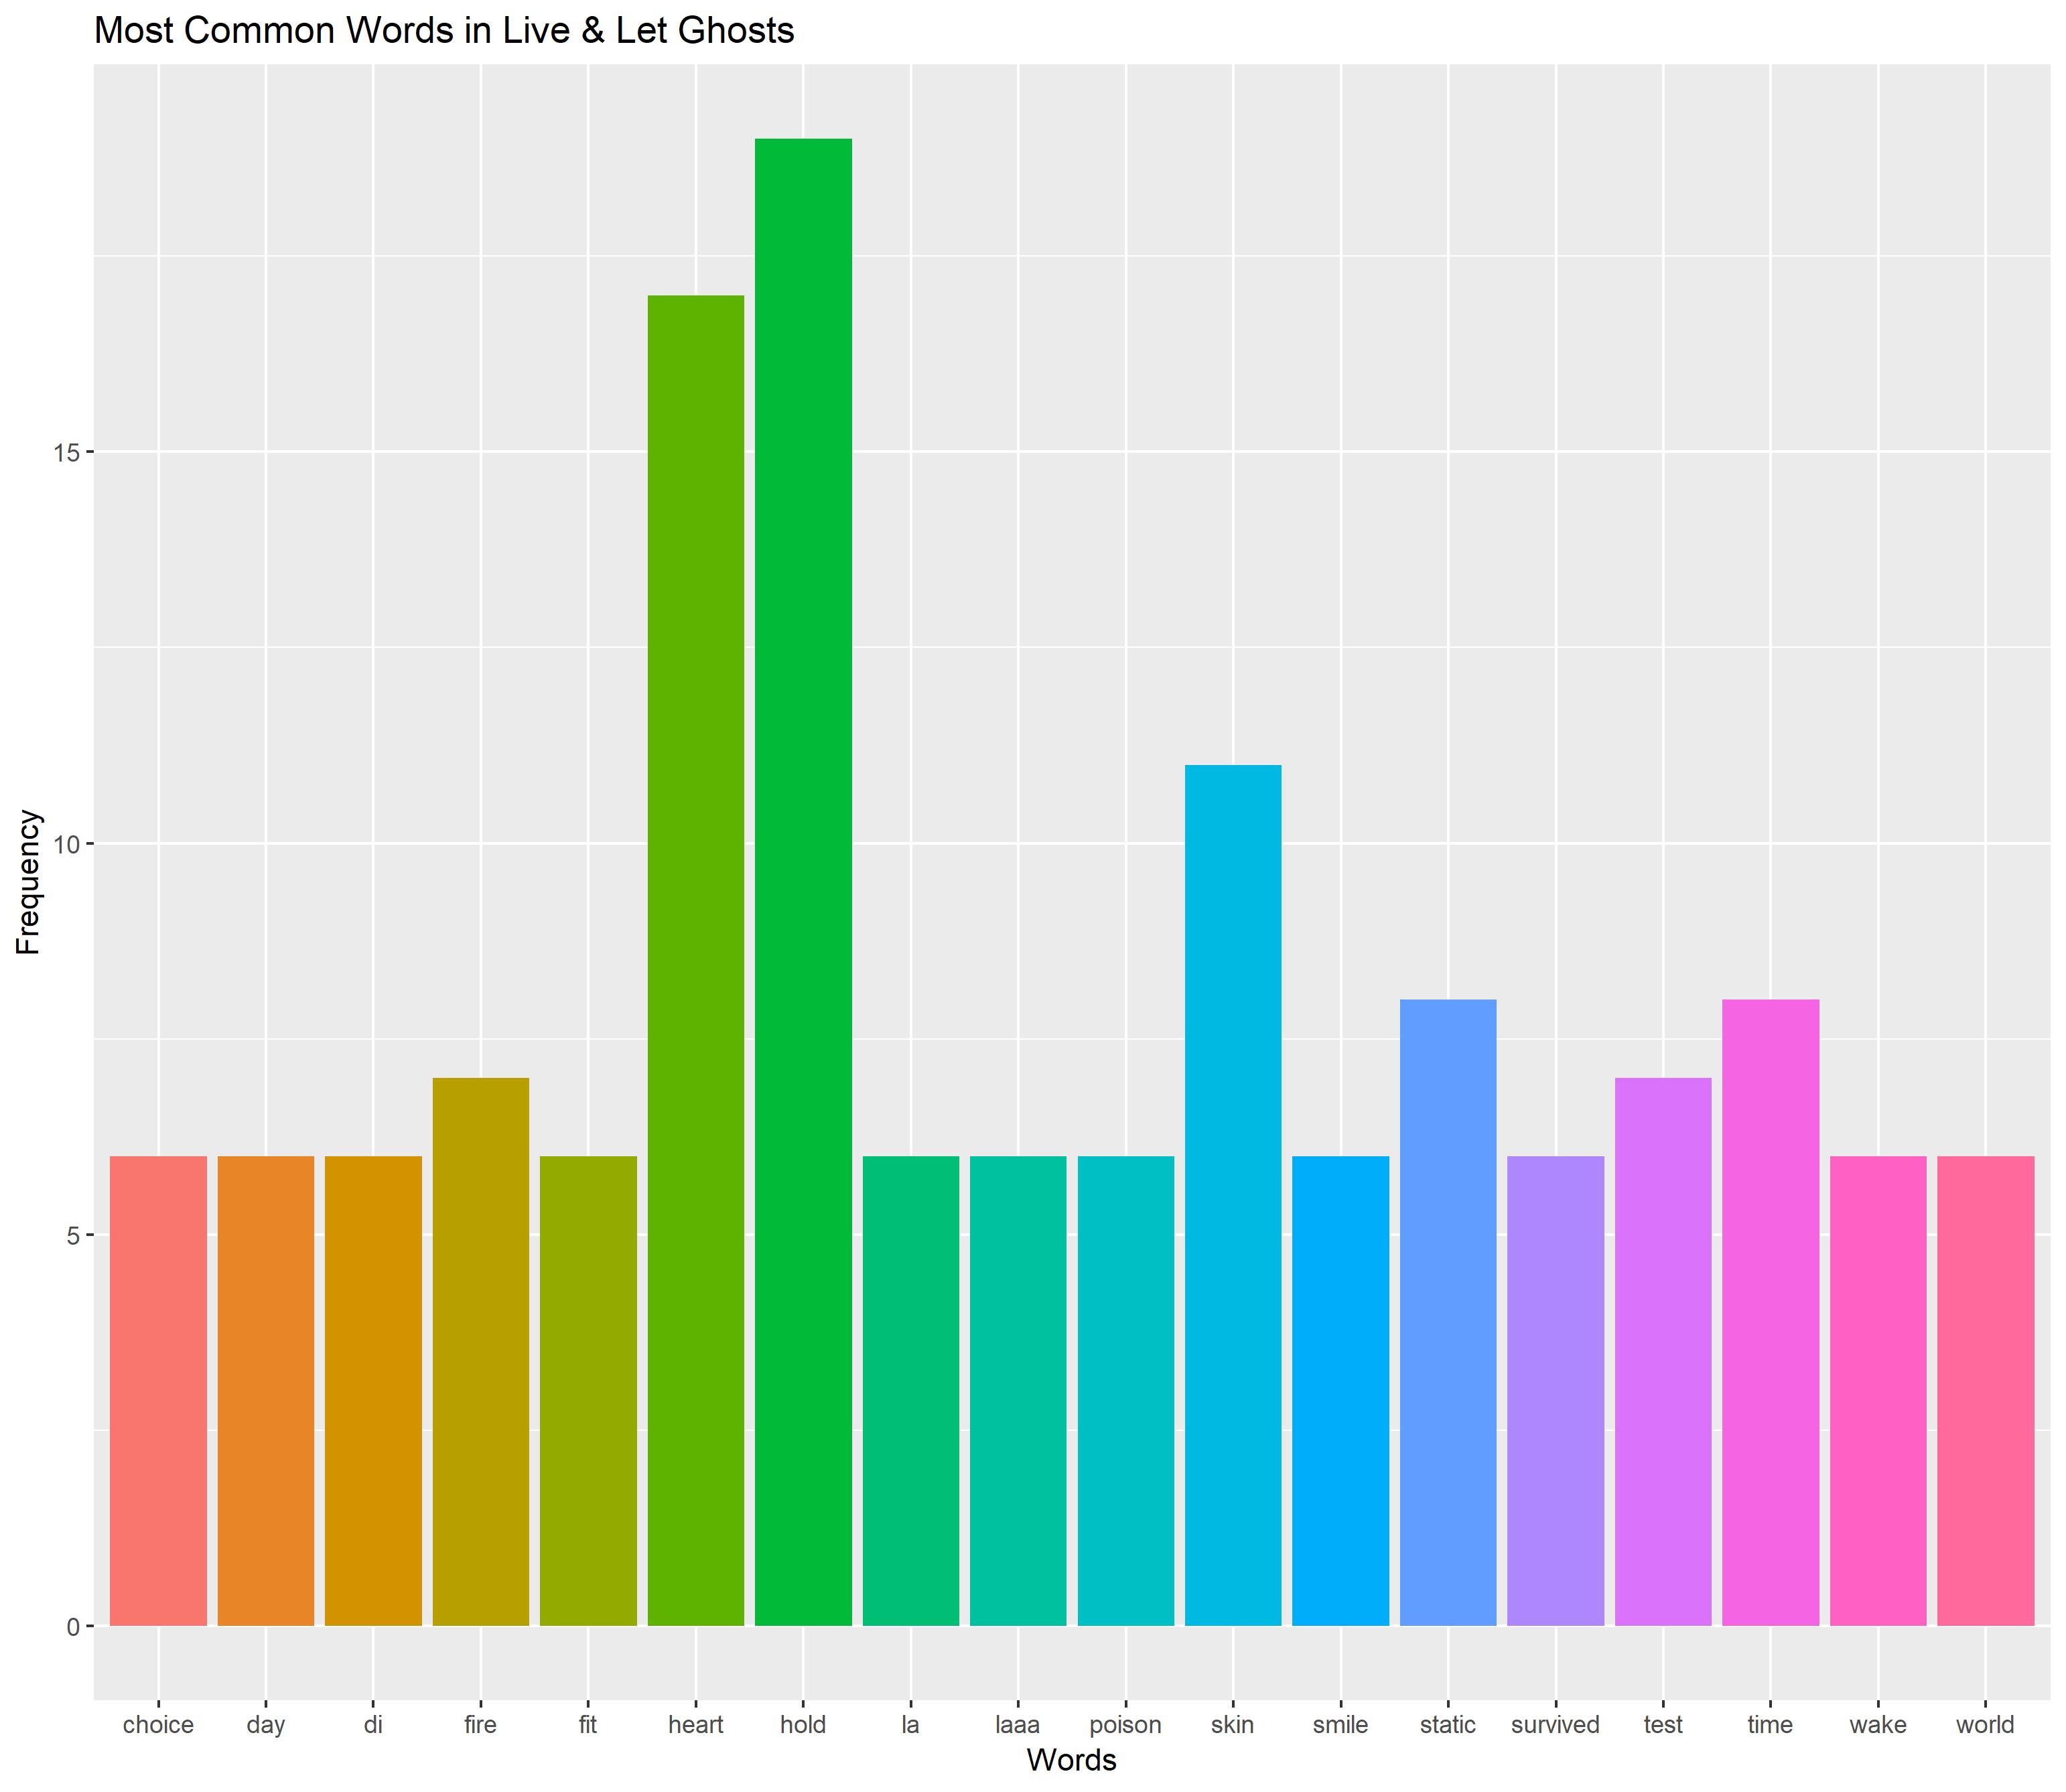 Most Common Words in Live & Let Ghosts
Frequency
15
10
5
0
choice day di fire fit heart hold la laaa poison skin smile static survived test time wake world
Words